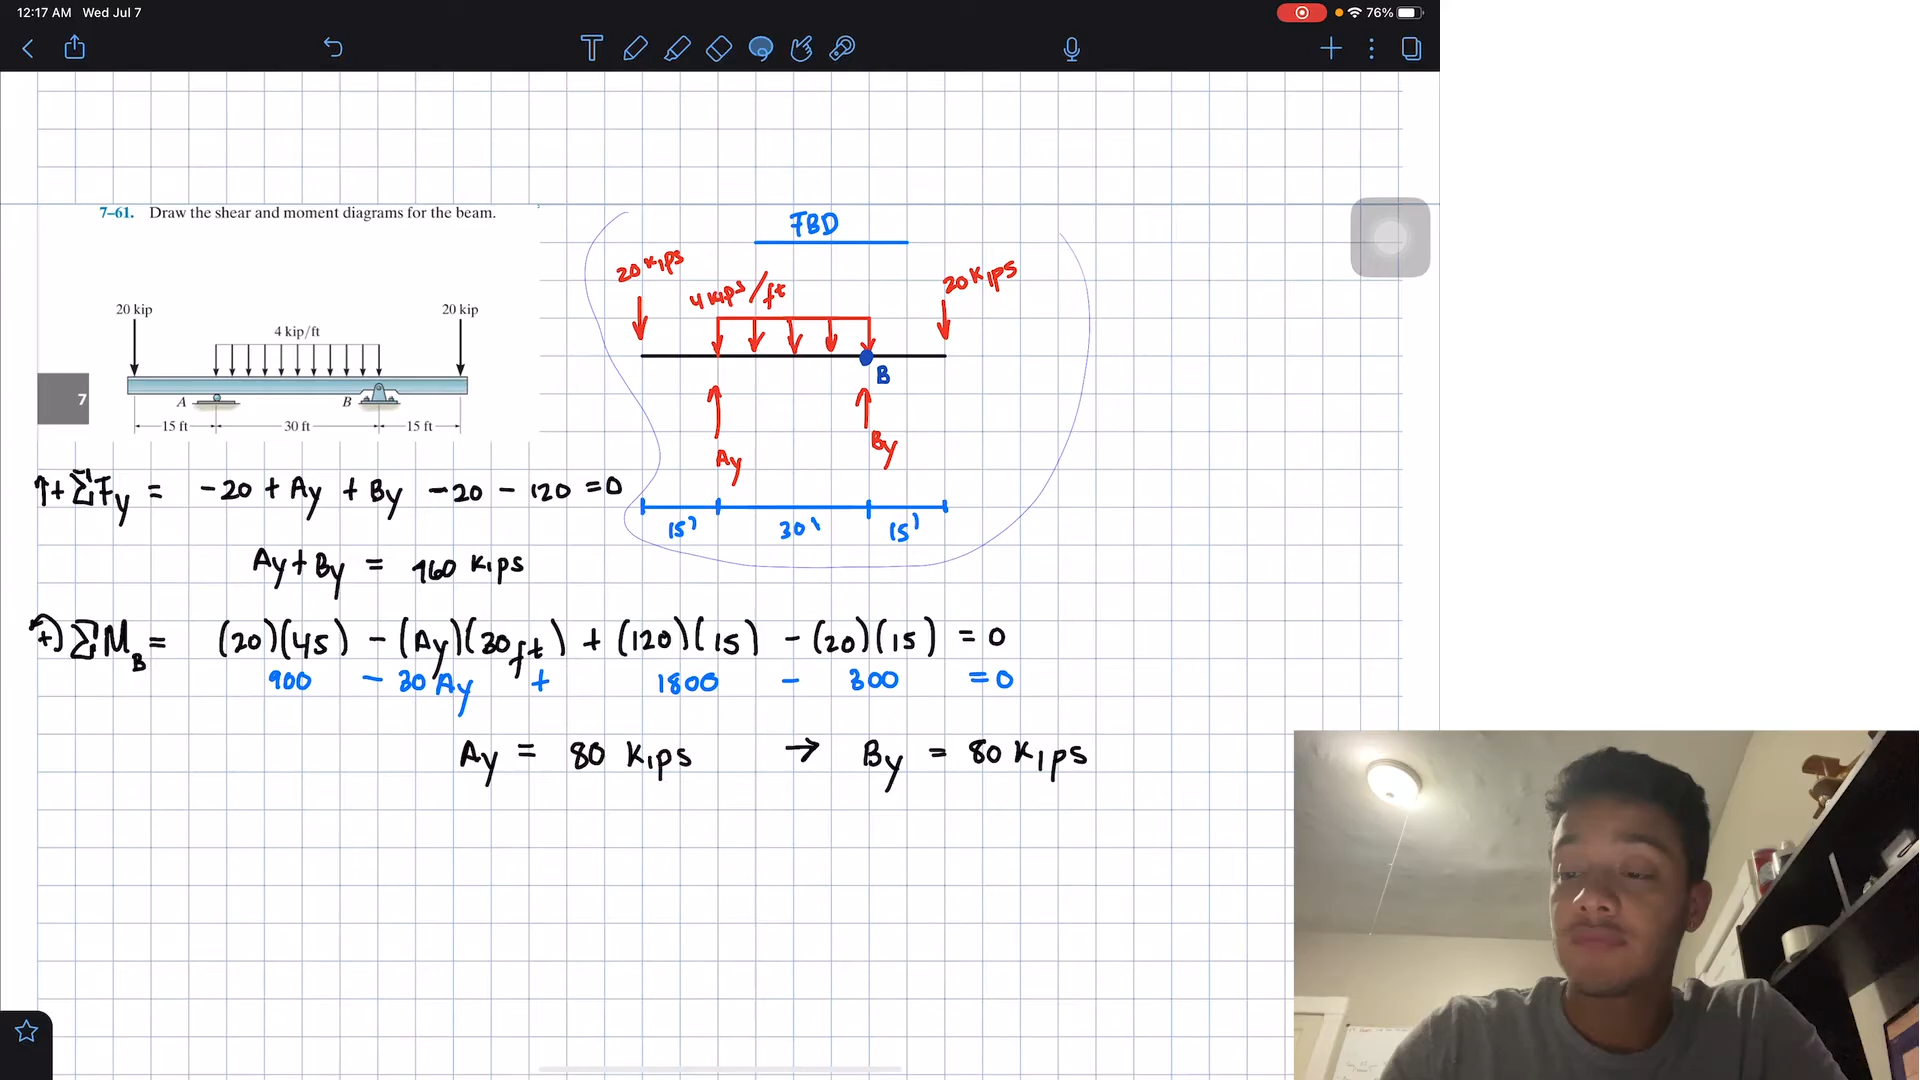 12:17 AM Wed Jul 7
76%
7–61. Draw the shear and moment diagrams for the beam.
20 kip
20 kip
4 kip/ft
A
B
15 ft
30 ft
15 ft
7
FBD
20 kips
4 kips/ft
20 kips
B
Ay
By
15'
30'
15'
↑+ ΣFy = -20 + Ay + By -20 - 120 = 0
Ay + By = 160 kips
+) ΣM_B = (20)(45) - (Ay)(30ft) + (120)(15) - (20)(15) = 0
900 - 30 Ay + 1800 - 300 = 0
Ay = 80 kips → By = 80 kips